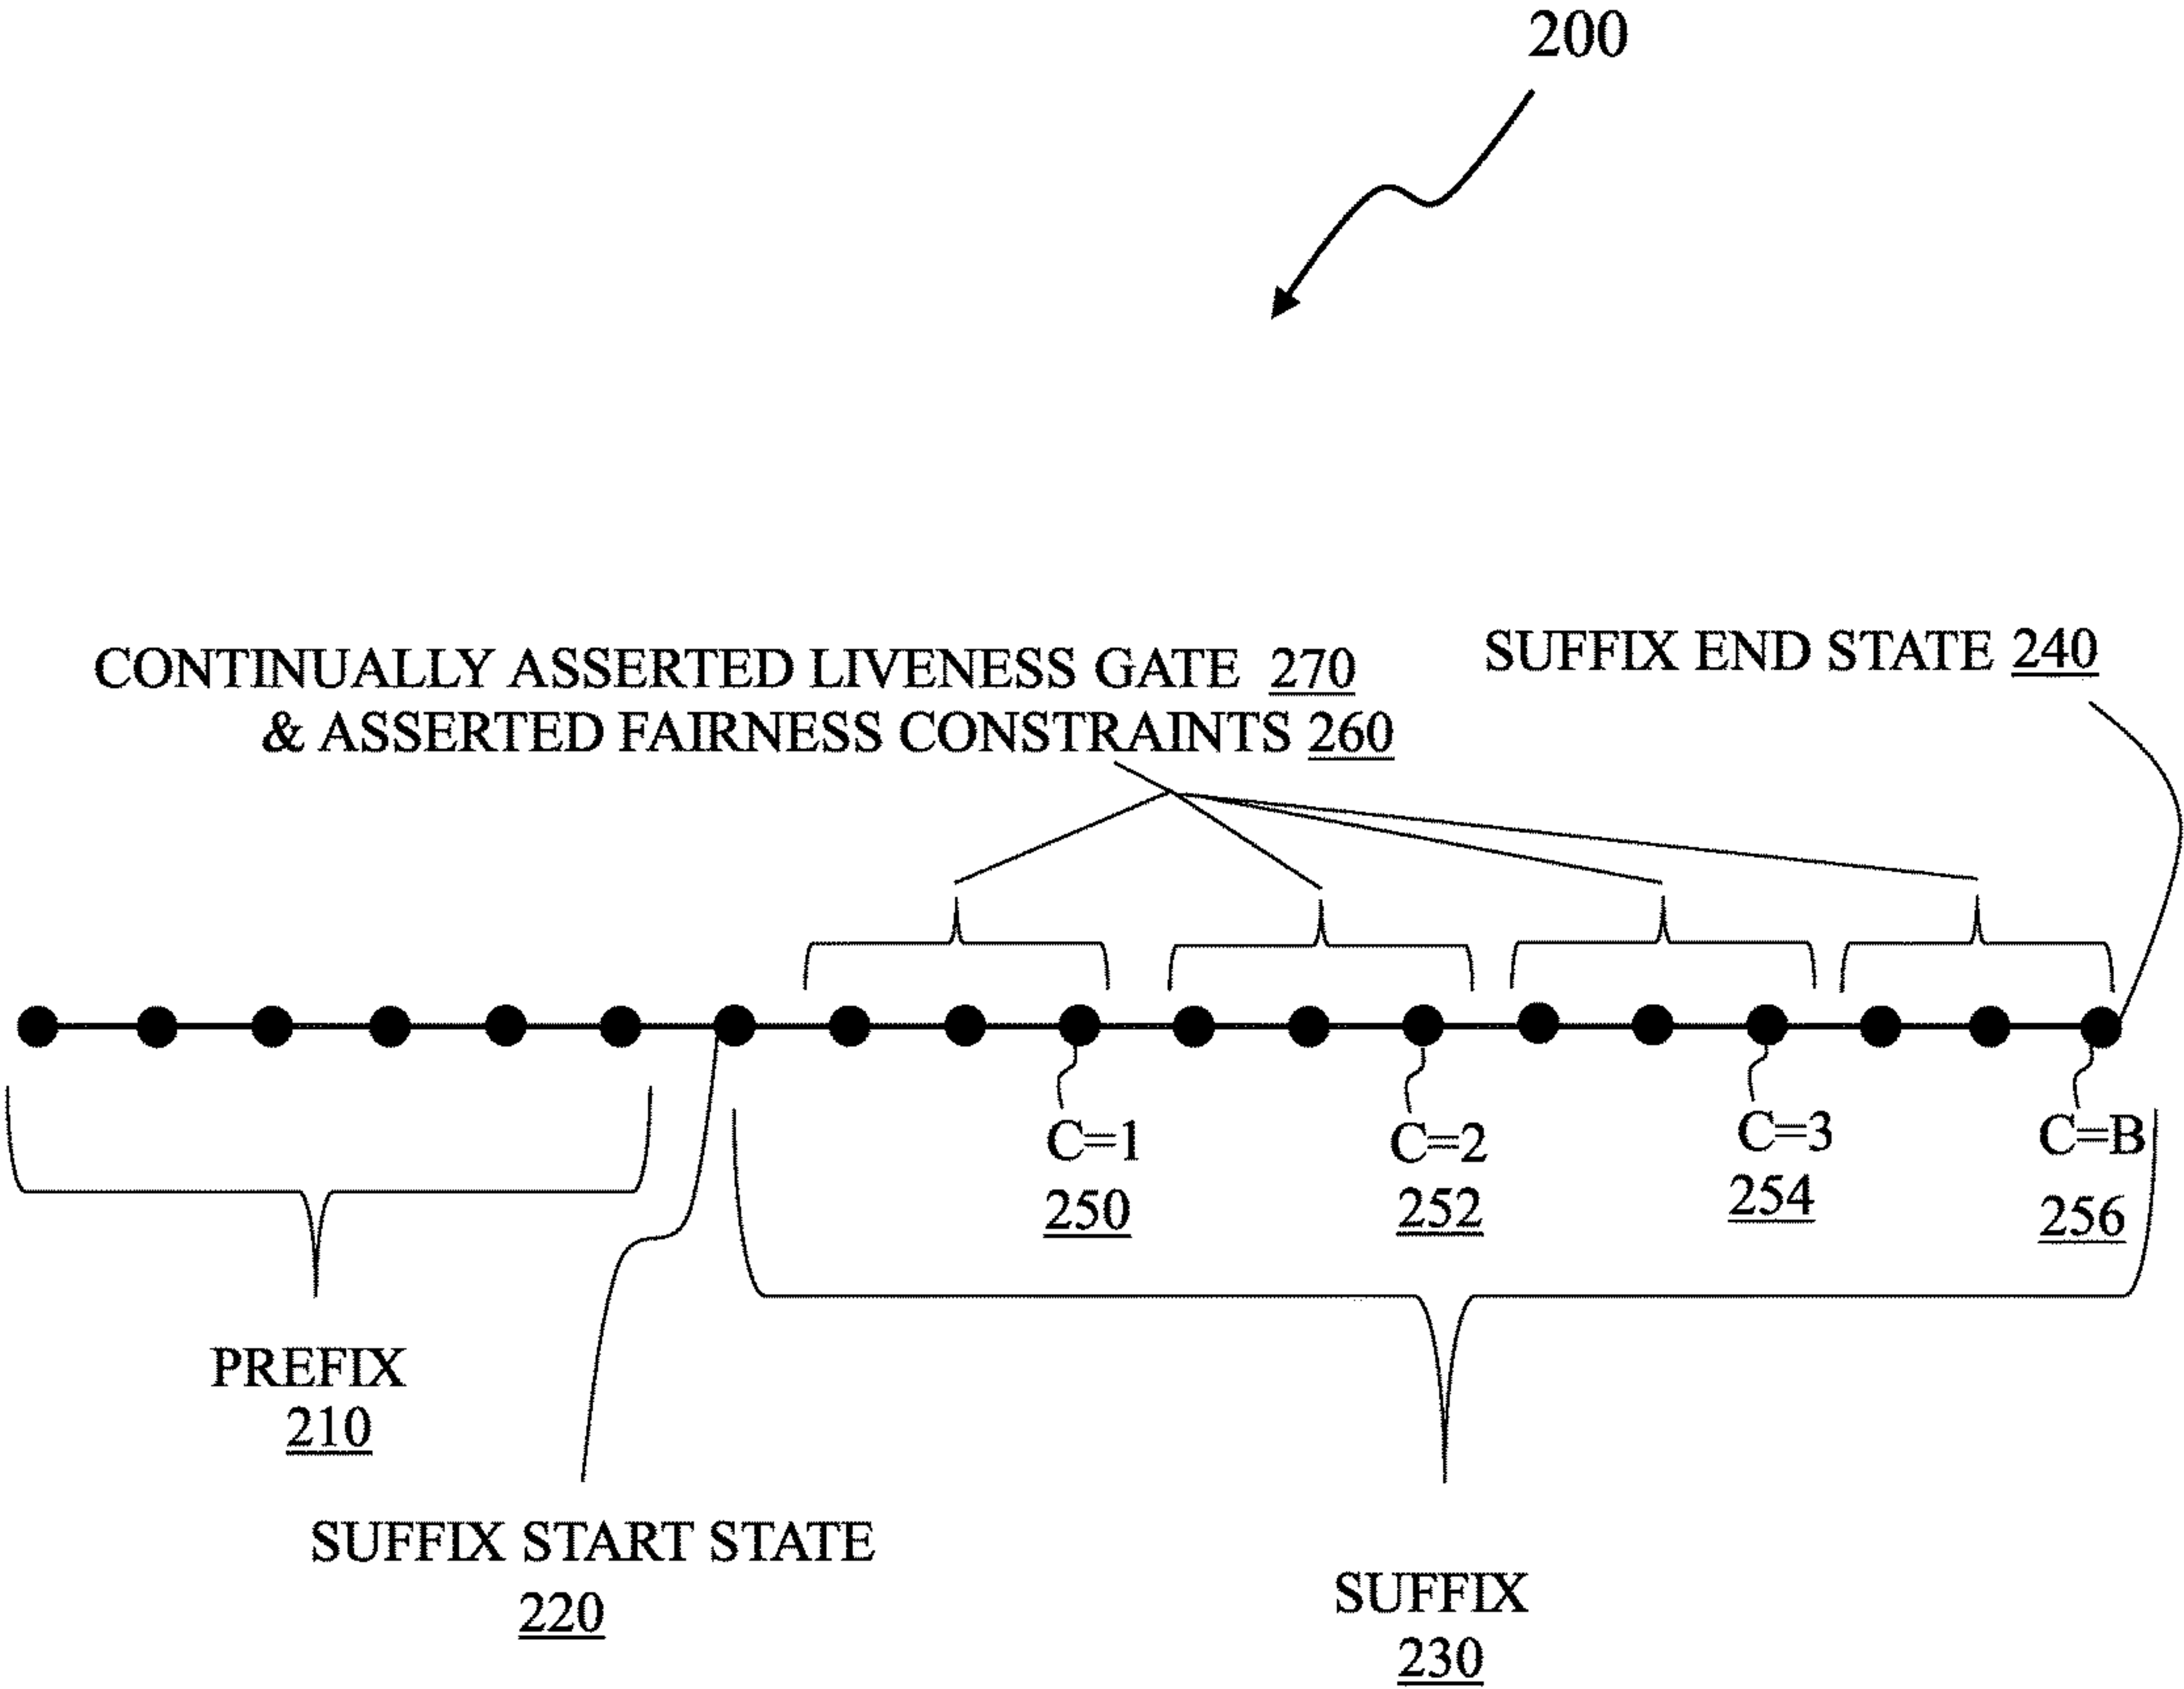 200
CONTINUALLY ASSERTED LIVENESS GATE 270
& ASSERTED FAIRNESS CONSTRAINTS 260
SUFFIX END STATE 240
C=1
250
C=2
252
C=3
254
C=B
256
PREFIX
210
SUFFIX START STATE
220
SUFFIX
230